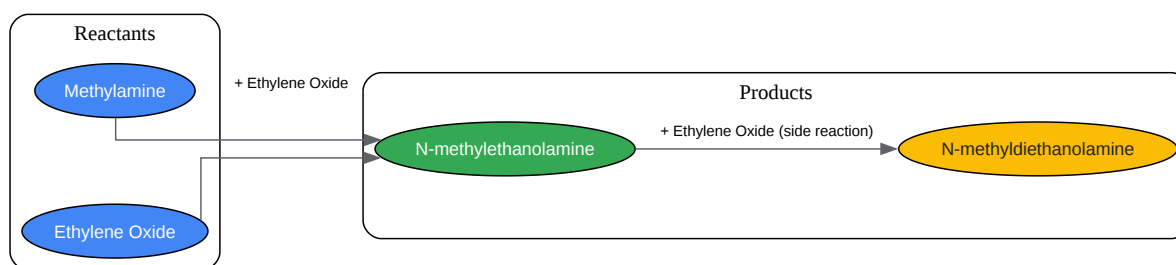 Reactants
Methylamine
+ Ethylene Oxide
Products
+ Ethylene Oxide (side reaction)
N-methylethanolamine
N-methyldiethanolamine
Ethylene Oxide